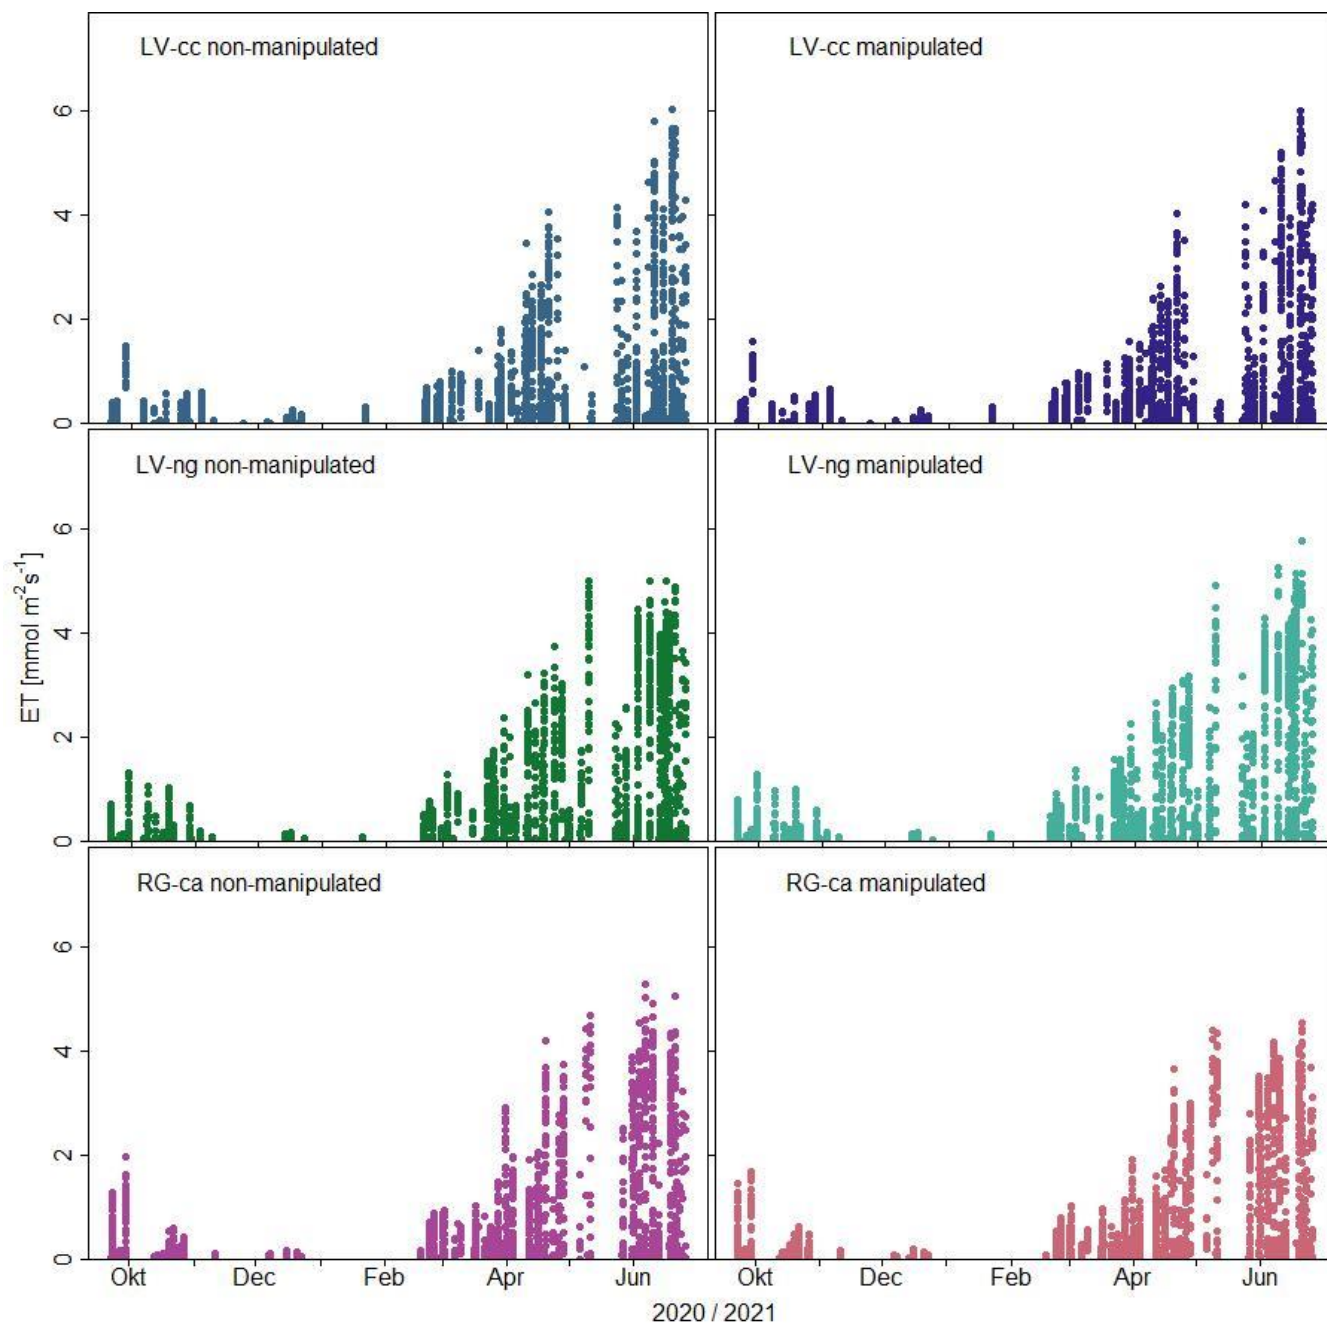 LV-cc non-manipulated
LV-cc manipulated
6
4
2
0
LV-ng non-manipulated
LV-ng manipulated
6
4
2
0
ET [mmol m⁻²s⁻¹]
RG-ca non-manipulated
RG-ca manipulated
6
4
2
0
Okt Dec Feb Apr Jun Okt Dec Feb Apr Jun
2020 / 2021